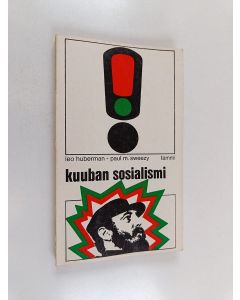 leo huberman - paul m. sweezy tammi
kuuban sosialismi